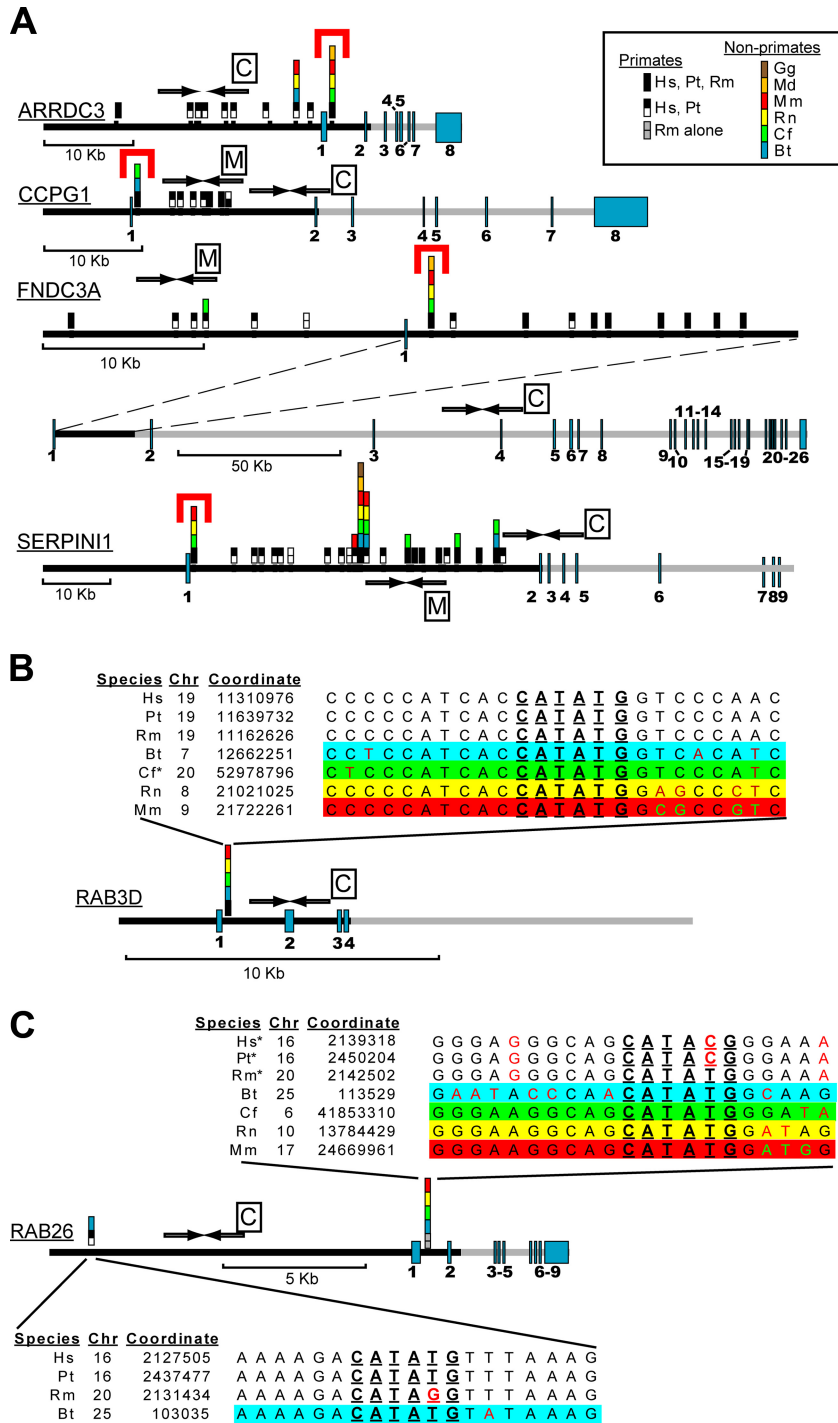 A
Primates
Hs, Pt, Rm
Hs, Pt
Rm alone
Non-primates
Gg
Md
Mm
Rn
Cf
Bt
ARRDC3
C
4 5
1 2 3 6 7 8
10 Kb
CCPG1
M
C
1 2 3 4 5 6 7 8
10 Kb
FNDC3A
M
1
10 Kb
C
11-14
1 2 3 4 5 6 7 8 9 10 15-19 20-26
50 Kb
SERPINI1
C
M
1 2 3 4 5 6 7 8 9
10 Kb
B
Species Chr Coordinate
Hs 19 11310976 C C C C C A T C A C C A T A T G G T C C C A A C
Pt 19 11639732 C C C C C A T C A C C A T A T G G T C C C A A C
Rm 19 11162626 C C C C C A T C A C C A T A T G G T C C C A A C
Bt 7 12662251 C C T C C A T C A C C A T A T G G T C A C A T C
Cf* 20 52978796 C T C C C A T C A C C A T A T G G T C C C A T C
Rn 8 21021025 C C C C C A T C A C C A T A T G G A G C C C T C
Mm 9 21722261 C C C C C A T C A C C A T A T G G C G C C G T C
RAB3D
C
1 2 3 4
10 Kb
C
Species Chr Coordinate
Hs* 16 2139318 G G G A G G G C A G C A T A C G G G A A A
Pt* 16 2450204 G G G A G G G C A G C A T A C G G G A A A
Rm* 20 2142502 G G G A G G G C A G C A T A T G G G A A A
Bt 25 113529 G A A T A C C C A A C A T A T G G C A A G
Cf 6 41853310 G G G A A G G C A G C A T A T G G G A T A
Rn 10 13784429 G G G A A G G C A G C A T A T G G A T A G
Mm 17 24669961 G G G A A G G C A G C A T A T G G A T G G
RAB26
C
1 2 3-5 6-9
5 Kb
Species Chr Coordinate
Hs 16 2127505 A A A A G A C A T A T G T T T A A A G
Pt 16 2437477 A A A A G A C A T A T G T T T A A A G
Rm 20 2131434 A A A A G A C A T A G G T T T A A A G
Bt 25 103035 A A A A G A C A T A T G T A T A A A G